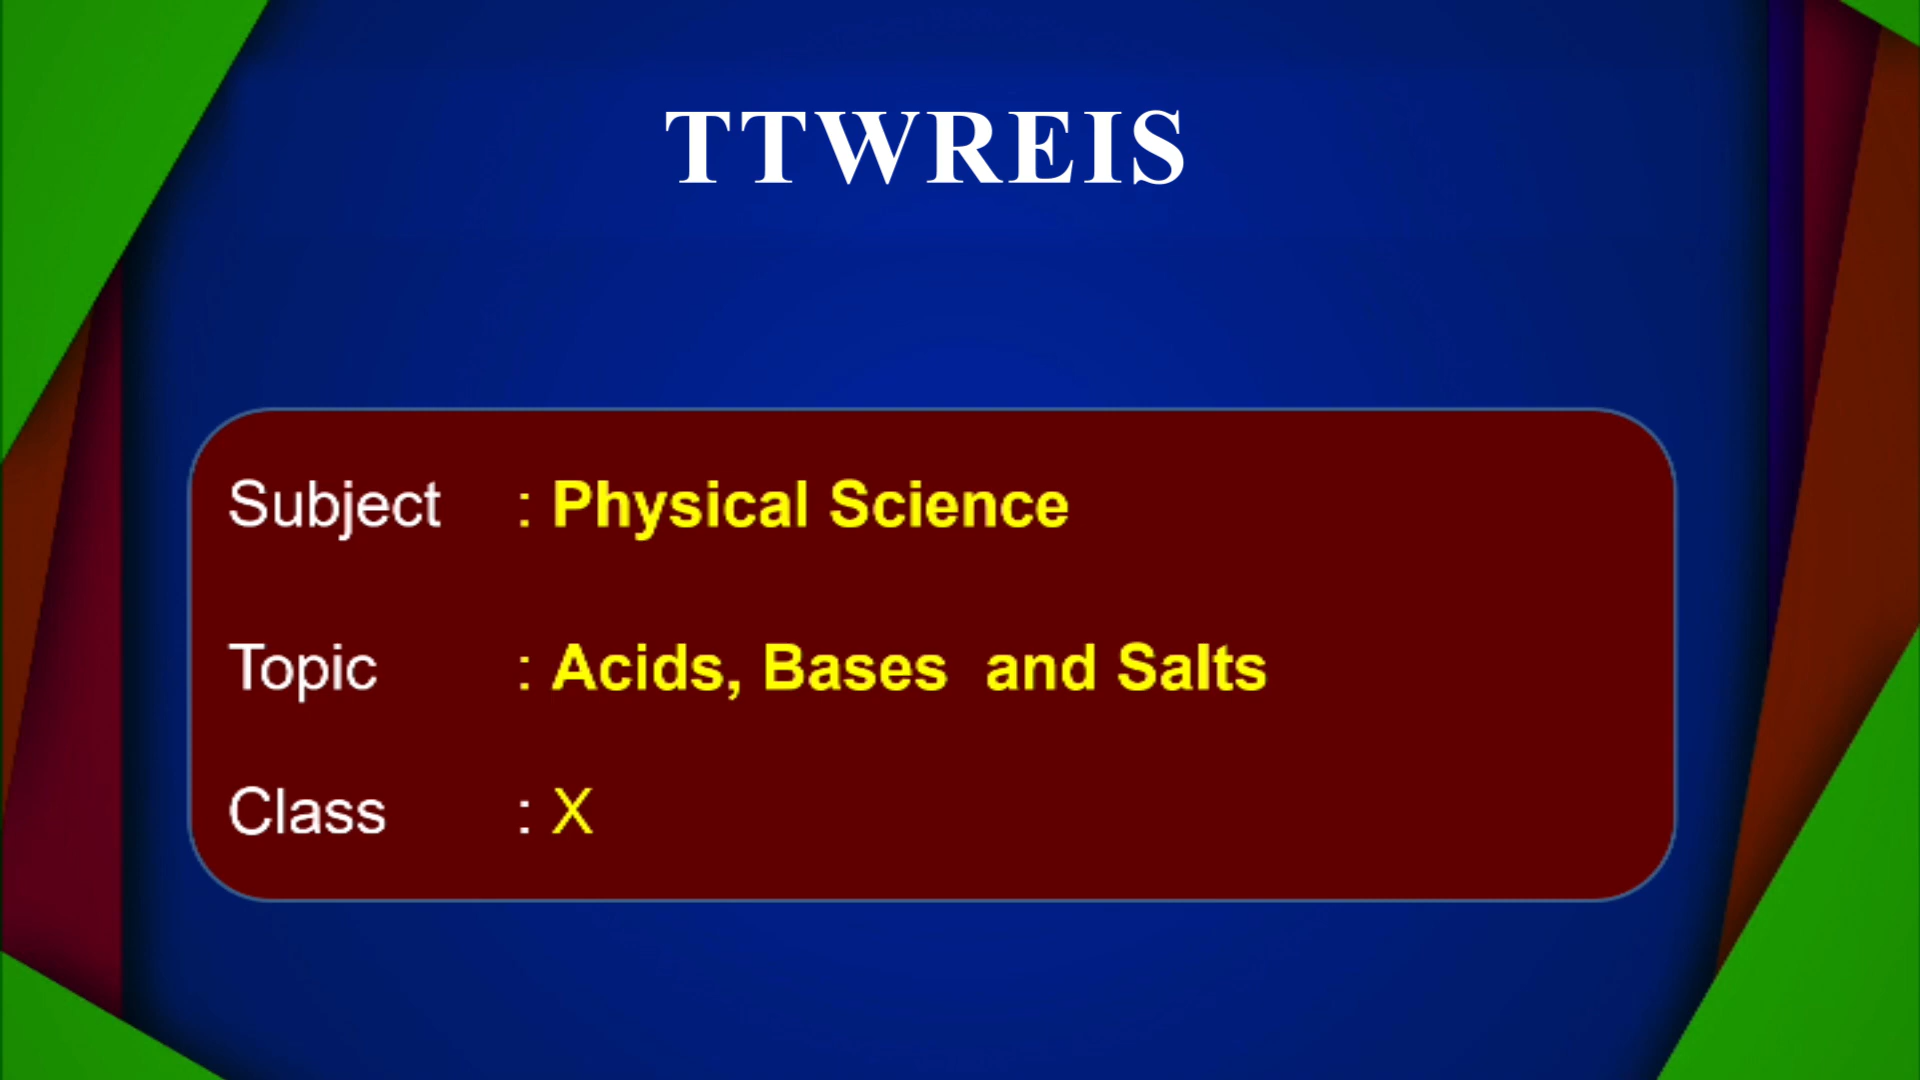 TTWREIS
Subject : Physical Science
Topic : Acids, Bases and Salts
Class : X